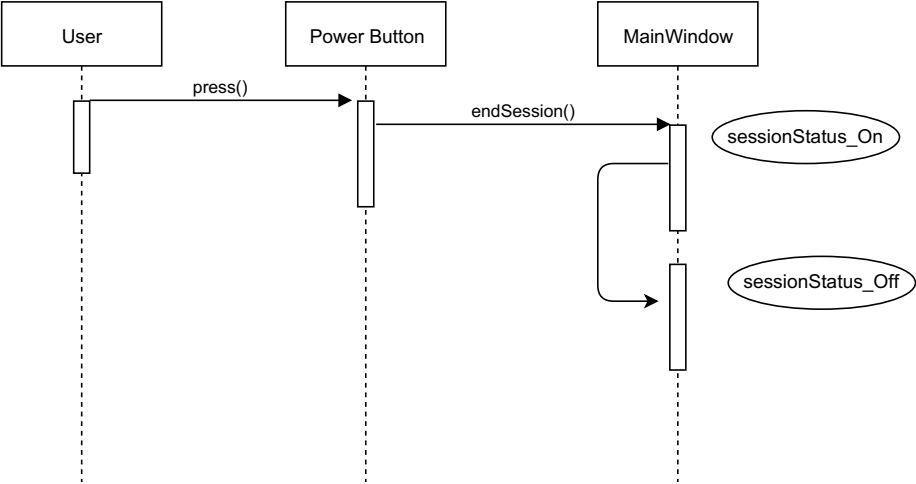 User
Power Button
MainWindow
press()
endSession()
sessionStatus_On
sessionStatus_Off